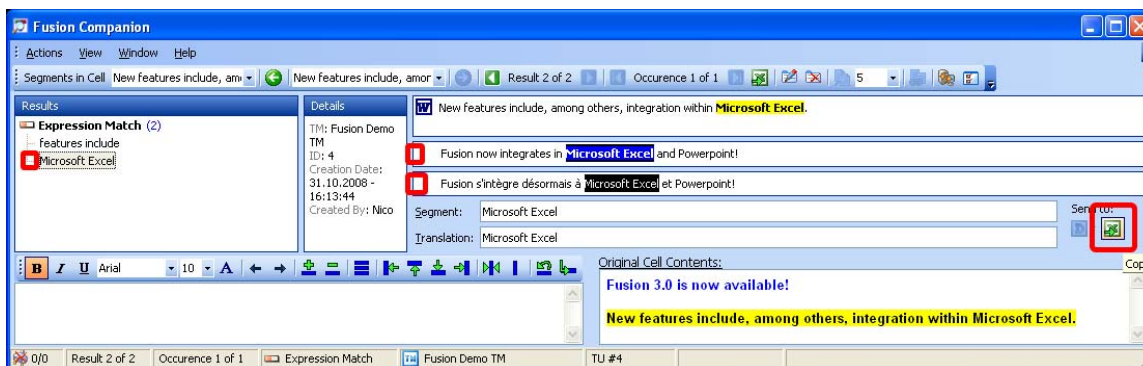 Fusion Companion
Actions View Window Help
Segments in Cell New features include, am New features include, amor Result 2 of 2 Occurence 1 of 1 5
Results
Expression Match (2)
features include
Microsoft Excel
Details
TM: Fusion Demo
TM
ID: 4
Creation Date:
31.10.2008 -
16:13:44
Created By: Nico
New features include, among others, integration within Microsoft Excel.
Fusion now integrates in Microsoft Excel and Powerpoint!
Fusion s'intègre désormais à Microsoft Excel et Powerpoint!
Segment: Microsoft Excel
Translation: Microsoft Excel
Send to:
B I U Arial 10 A
Original Cell Contents:
Cop
Fusion 3.0 is now available!
New features include, among others, integration within Microsoft Excel.
0/0 Result 2 of 2 Occurence 1 of 1 Expression Match Fusion Demo TM TU #4